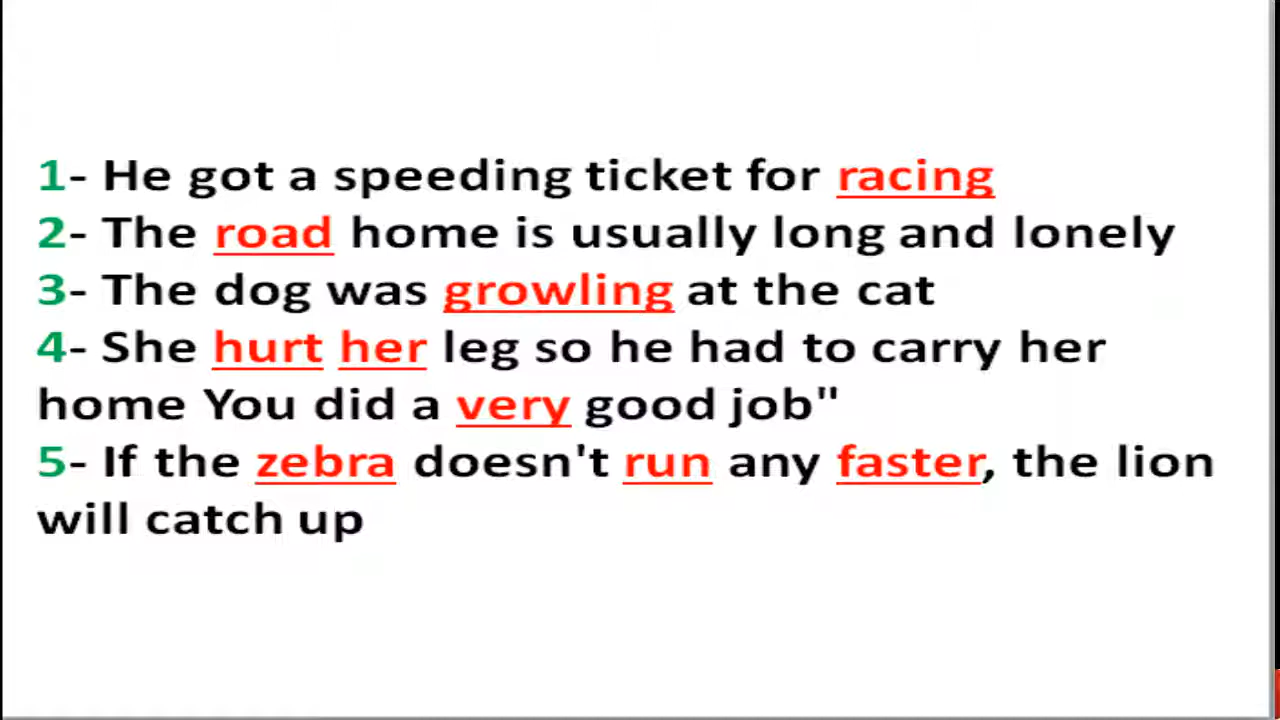 1- He got a speeding ticket for racing
2- The road home is usually long and lonely
3- The dog was growling at the cat
4- She hurt her leg so he had to carry her
home You did a very good job"
5- If the zebra doesn't run any faster, the lion
will catch up